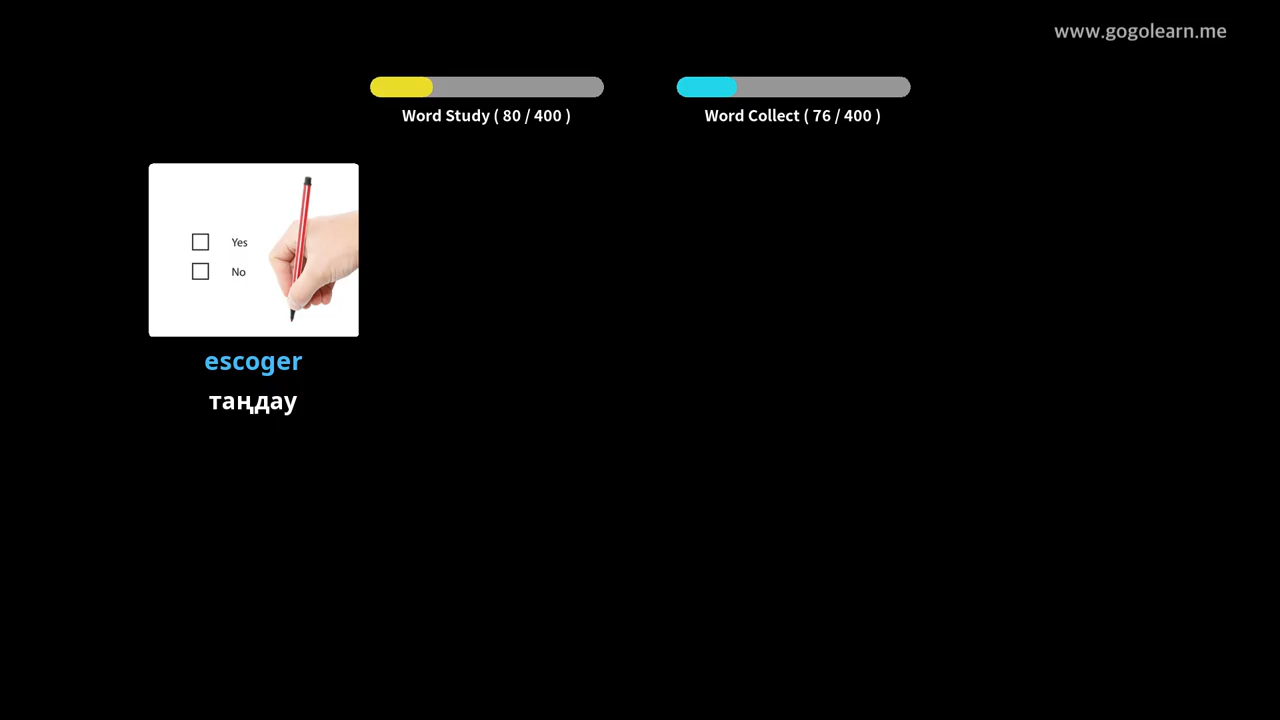 www.gogolearn.me
Word Study ( 80 / 400 )
Word Collect ( 76 / 400 )
Yes
No
escoger
таңдау